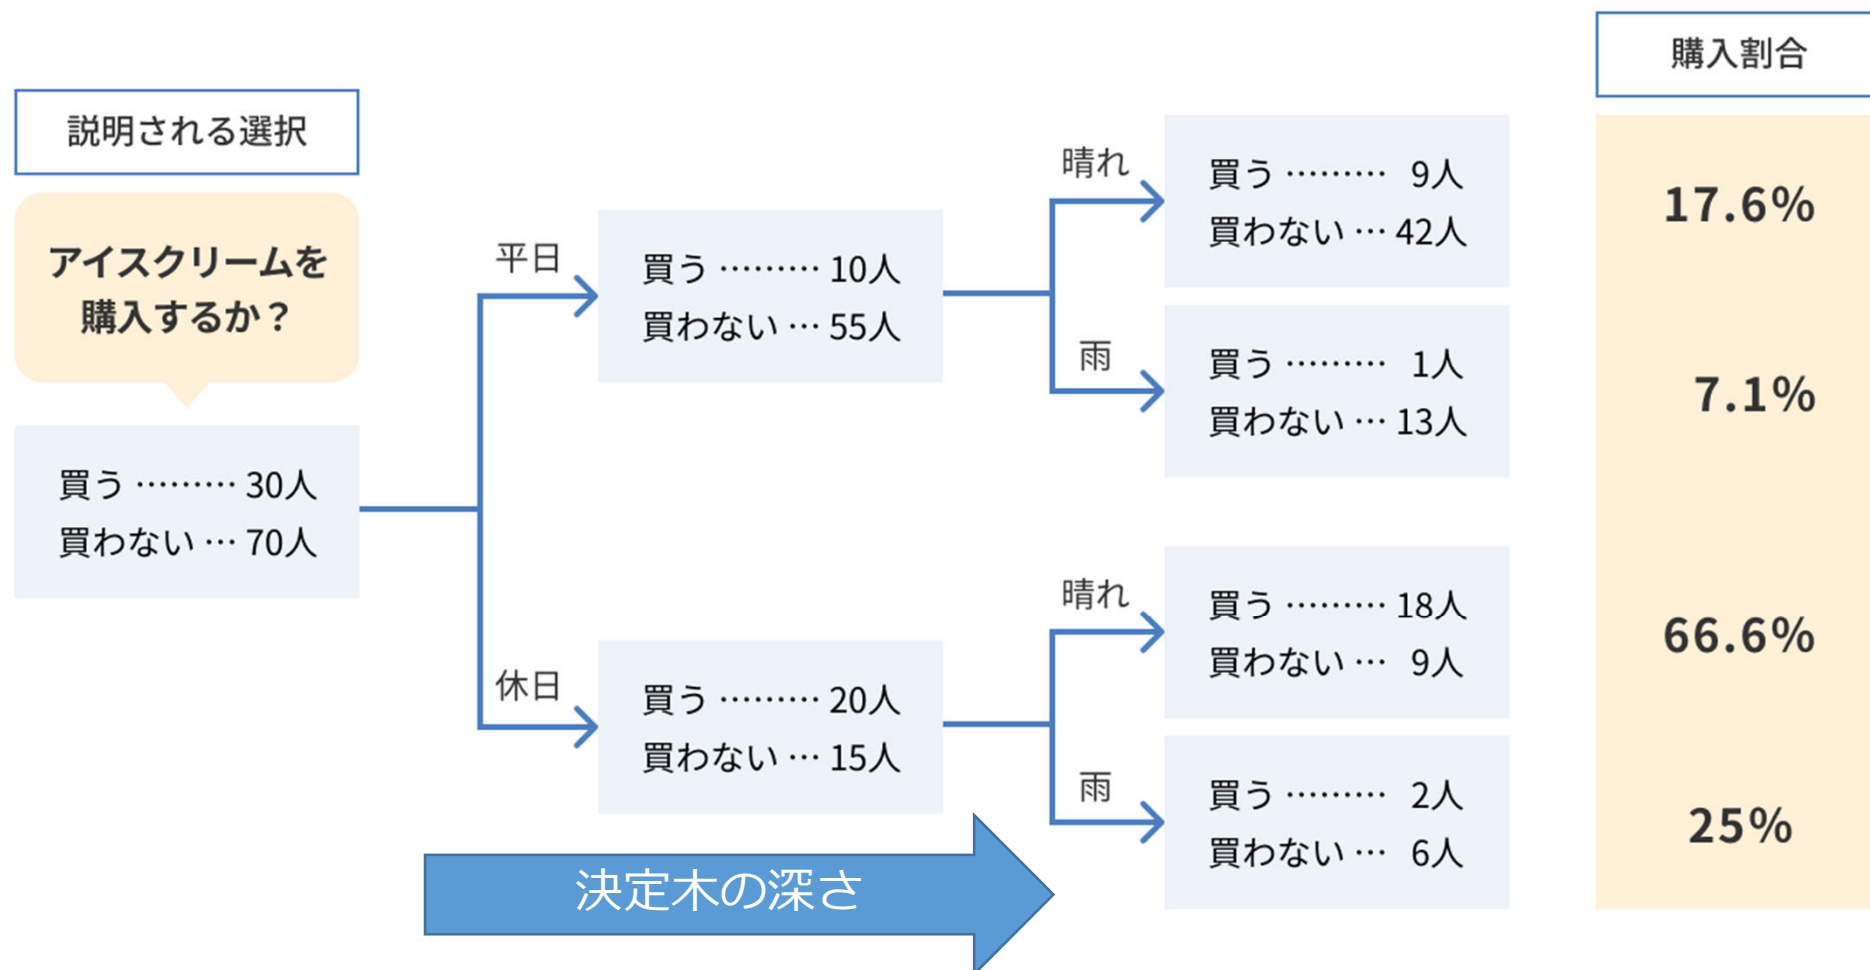 説明される選択
アイスクリームを
購入するか？
買う ……… 30人
買わない … 70人
平日
買う ……… 10人
買わない … 55人
休日
買う ……… 20人
買わない … 15人
晴れ
買う ……… 9人
買わない … 42人
雨
買う ……… 1人
買わない … 13人
晴れ
買う ……… 18人
買わない … 9人
雨
買う ……… 2人
買わない … 6人
購入割合
17.6%
7.1%
66.6%
25%
決定木の深さ